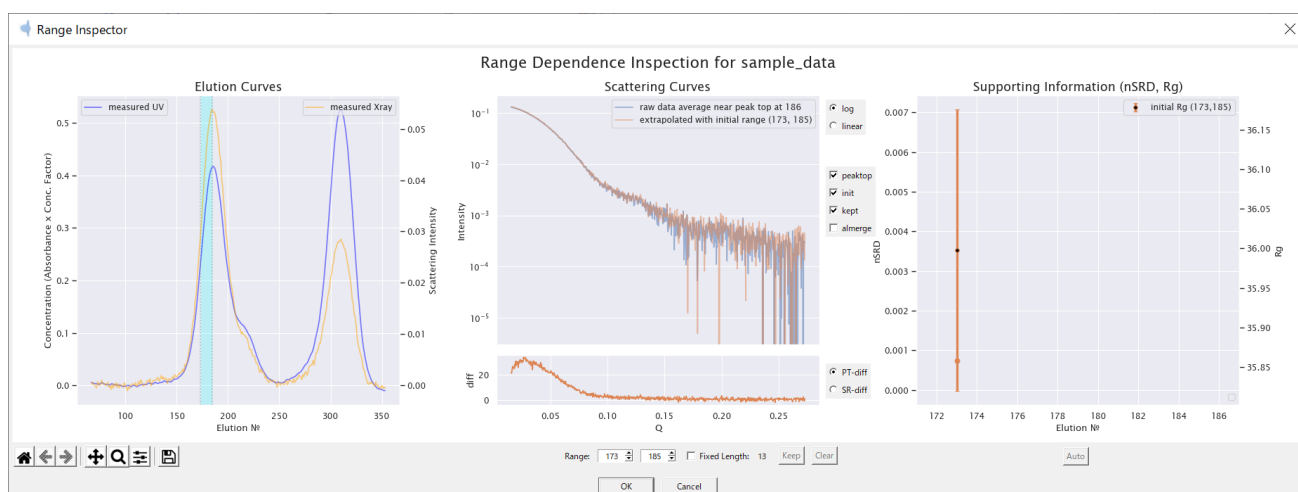 Range Inspector
Range Dependence Inspection for sample_data
Elution Curves
measured UV
measured Xray
Concentration (Absorbance x Conc. Factor)
0.5
0.4
0.3
0.2
0.1
0.0
0.05
0.04
0.03
0.02
0.01
0.00
Scattering Intensity
100 150 200 250 300 350
Elution №
Scattering Curves
raw data average near peak top at 186
extrapolated with initial range (173, 185)
Intensity
10⁻¹
10⁻²
10⁻³
10⁻⁴
10⁻⁵
diff
20
0
0.05 0.10 0.15 0.20 0.25
Q
log
linear
peaktop
init
kept
almerge
PT-diff
SR-diff
Supporting Information (nSRD, Rg)
initial Rg (173,185)
nSRD
0.007
0.006
0.005
0.004
0.003
0.002
0.001
0.000
36.15
36.10
36.05
36.00
35.95
35.90
35.85
Rg
172 174 176 178 180 182 184 186
Elution №
Range: 173 185 Fixed Length: 13 Keep Clear
Auto
OK Cancel